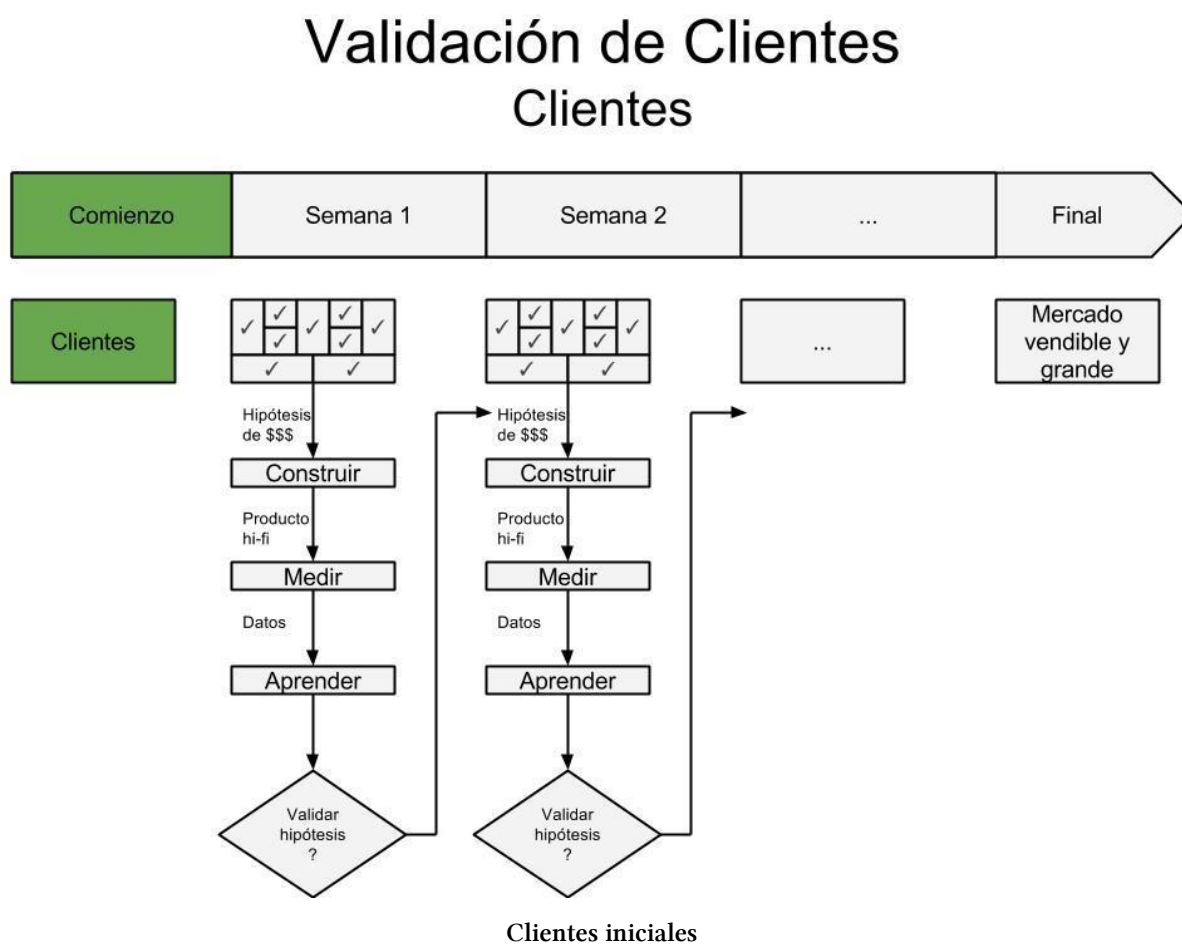 Validación de Clientes
Clientes
Comienzo
Semana 1
Semana 2
...
Final
Clientes
✓ ✓ ✓ ✓ ✓
✓ ✓
✓ ✓
✓ ✓ ✓ ✓ ✓
✓ ✓
✓ ✓
...
Mercado
vendible y
grande
Hipótesis
de $$$
Construir
Producto
hi-fi
Medir
Datos
Aprender
Validar
hipótesis
?
Hipótesis
de $$$
Construir
Producto
hi-fi
Medir
Datos
Aprender
Validar
hipótesis
?
Clientes iniciales